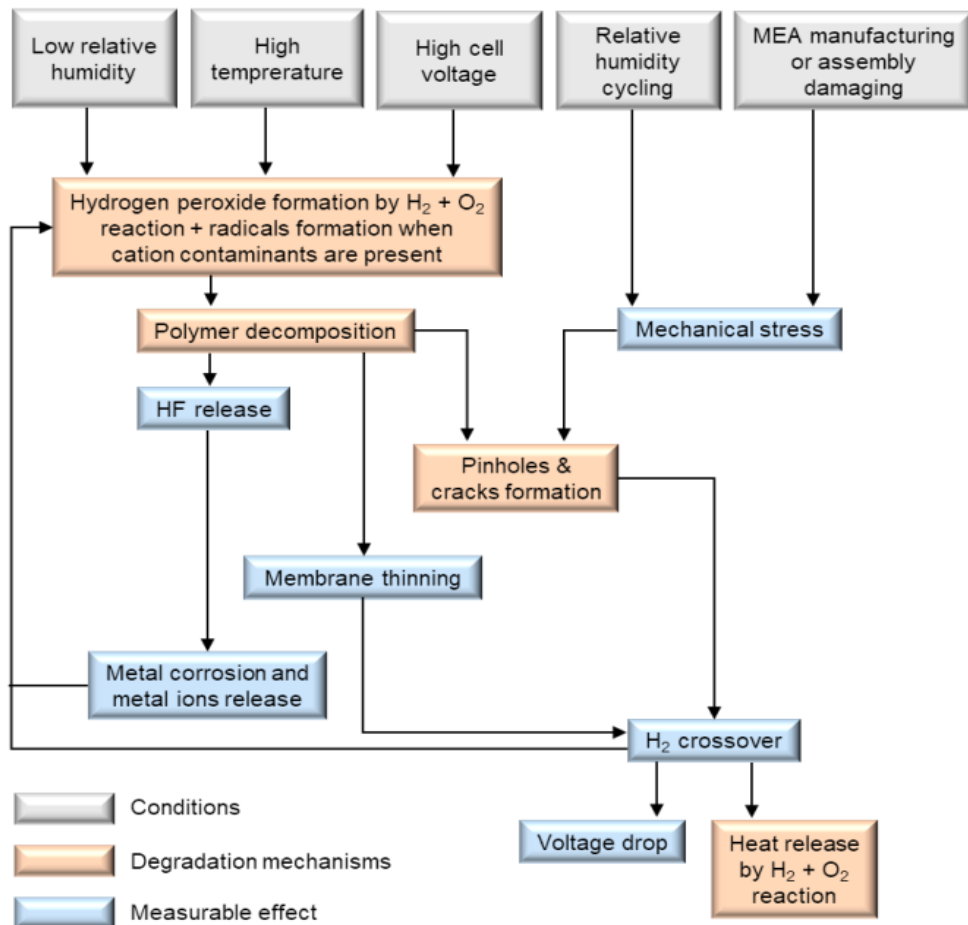 Low relative
humidity
High
temprerature
High cell
voltage
Relative
humidity
cycling
MEA manufacturing
or assembly
damaging
Hydrogen peroxide formation by H₂ + O₂
reaction + radicals formation when
cation contaminants are present
Polymer decomposition
Mechanical stress
HF release
Pinholes &
cracks formation
Membrane thinning
Metal corrosion and
metal ions release
H₂ crossover
Conditions
Degradation mechanisms
Measurable effect
Voltage drop
Heat release
by H₂ + O₂
reaction